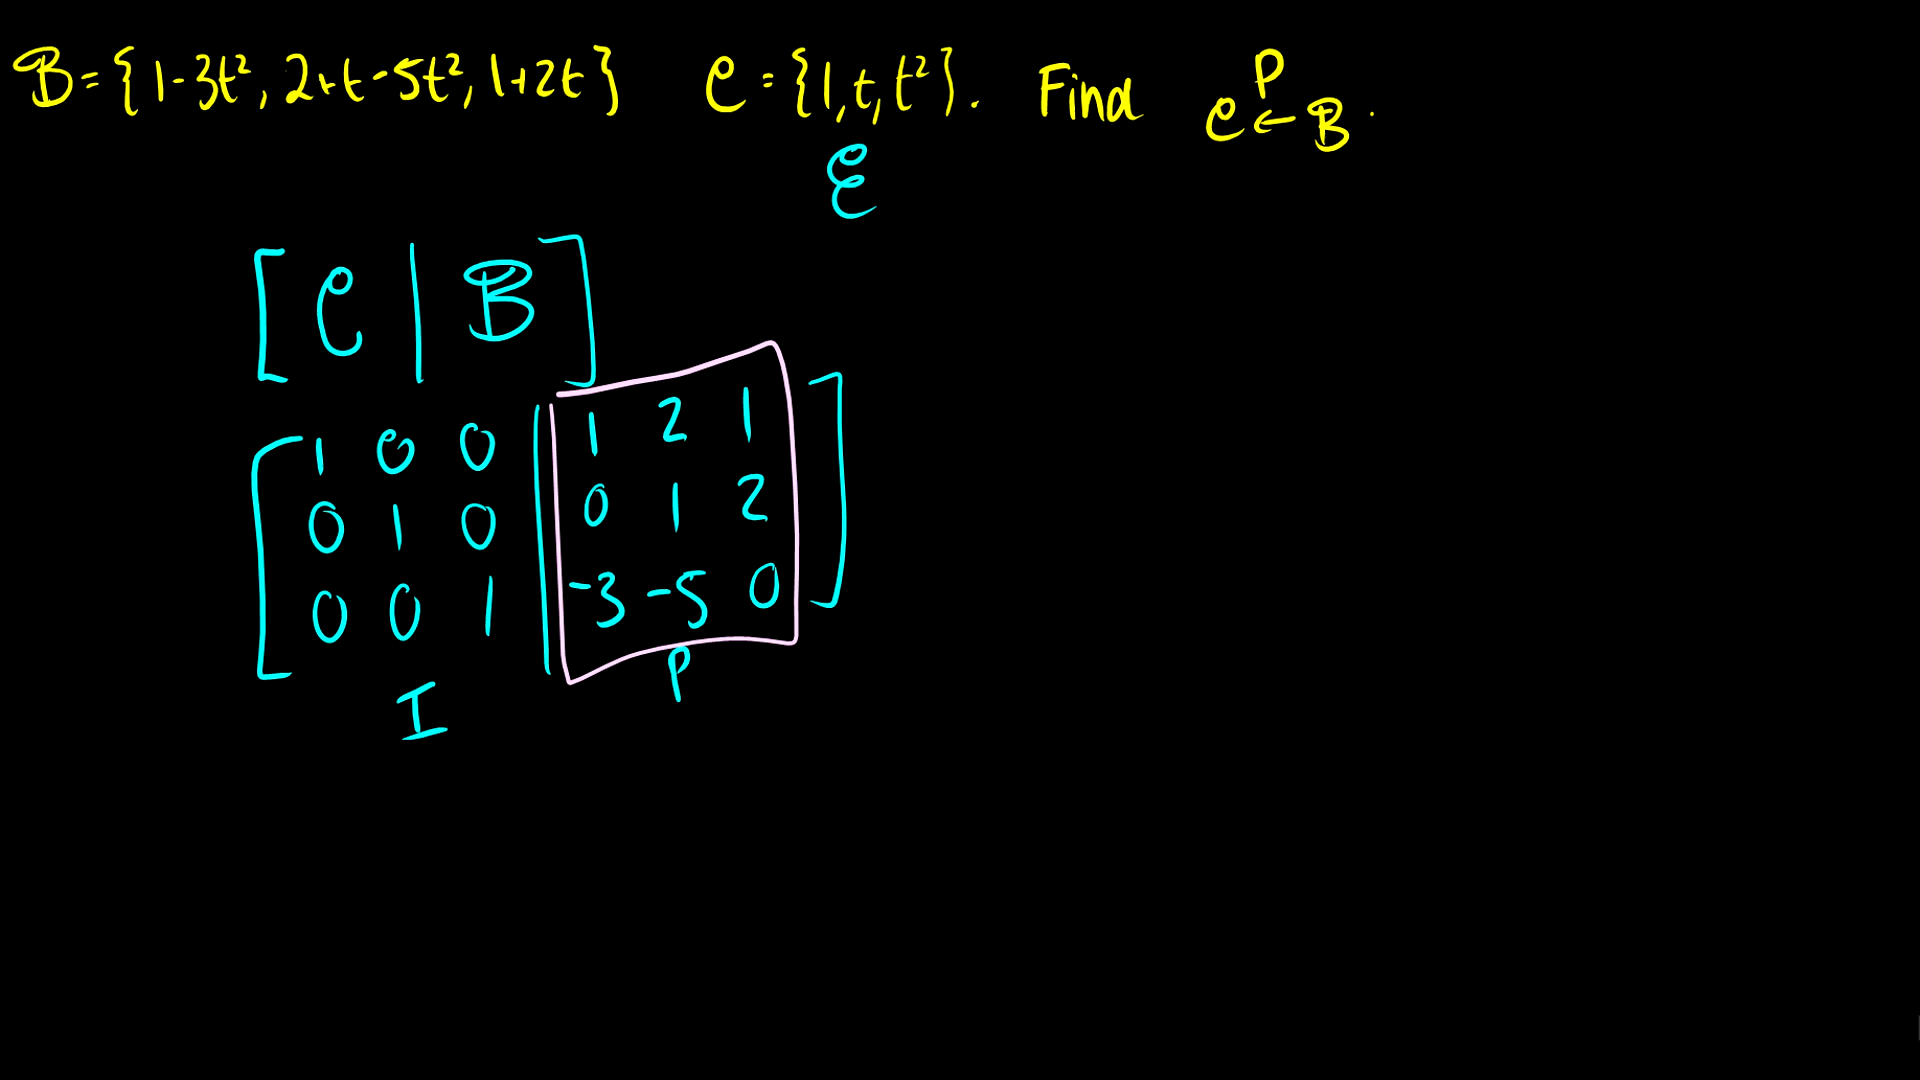 B = {1-3t², 2+t-5t², 1+2t} C = {1, t, t²}. Find P C←B.
ℰ
[C | B]
[1 0 0 | 1 2 1]
[0 1 0 | 0 1 2]
[0 0 1 | -3 -5 0]
I P